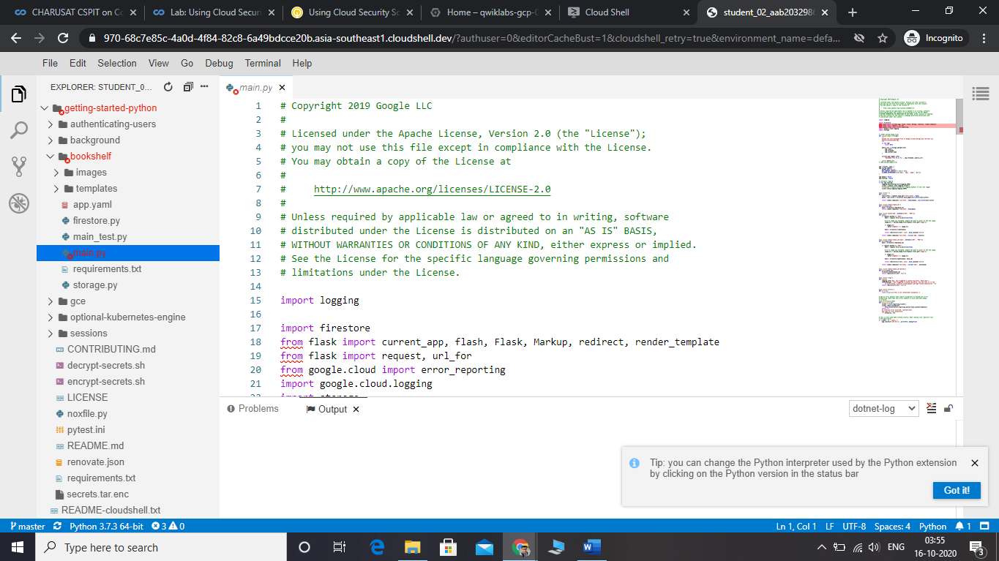 CHARUSAT CSPIT on Co
Lab: Using Cloud Securi
Using Cloud Security Sc
Home – qwiklabs-gcp-0
Cloud Shell
student_02_aab203298
970-68c7e85c-4a0d-4f84-82c8-6a49bdcce20b.asia-southeast1.cloudshell.dev/?authuser=0&editorCacheBust=1&cloudshell_retry=true&environment_name=defa...
Incognito
File Edit Selection View Go Debug Terminal Help
EXPLORER: STUDENT_0...
getting-started-python
authenticating-users
background
bookshelf
images
templates
app.yaml
firestore.py
main_test.py
main.py
requirements.txt
storage.py
gce
optional-kubernetes-engine
sessions
CONTRIBUTING.md
decrypt-secrets.sh
encrypt-secrets.sh
LICENSE
noxfile.py
pytest.ini
README.md
renovate.json
requirements.txt
secrets.tar.enc
README-cloudshell.txt
main.py
1 # Copyright 2019 Google LLC
2 #
3 # Licensed under the Apache License, Version 2.0 (the "License");
4 # you may not use this file except in compliance with the License.
5 # You may obtain a copy of the License at
6 #
7 # http://www.apache.org/licenses/LICENSE-2.0
8 #
9 # Unless required by applicable law or agreed to in writing, software
10 # distributed under the License is distributed on an "AS IS" BASIS,
11 # WITHOUT WARRANTIES OR CONDITIONS OF ANY KIND, either express or implied.
12 # See the License for the specific language governing permissions and
13 # limitations under the License.
14
15 import logging
16
17 import firestore
18 from flask import current_app, flash, Flask, Markup, redirect, render_template
19 from flask import request, url_for
20 from google.cloud import error_reporting
21 import google.cloud.logging
22 import storage
Problems
Output
dotnet-log
Tip: you can change the Python interpreter used by the Python extension
by clicking on the Python version in the status bar
Got it!
master Python 3.7.3 64-bit 3 0
Ln 1, Col 1 LF UTF-8 Spaces: 4 Python 1
Type here to search
ENG
03:55
16-10-2020
3